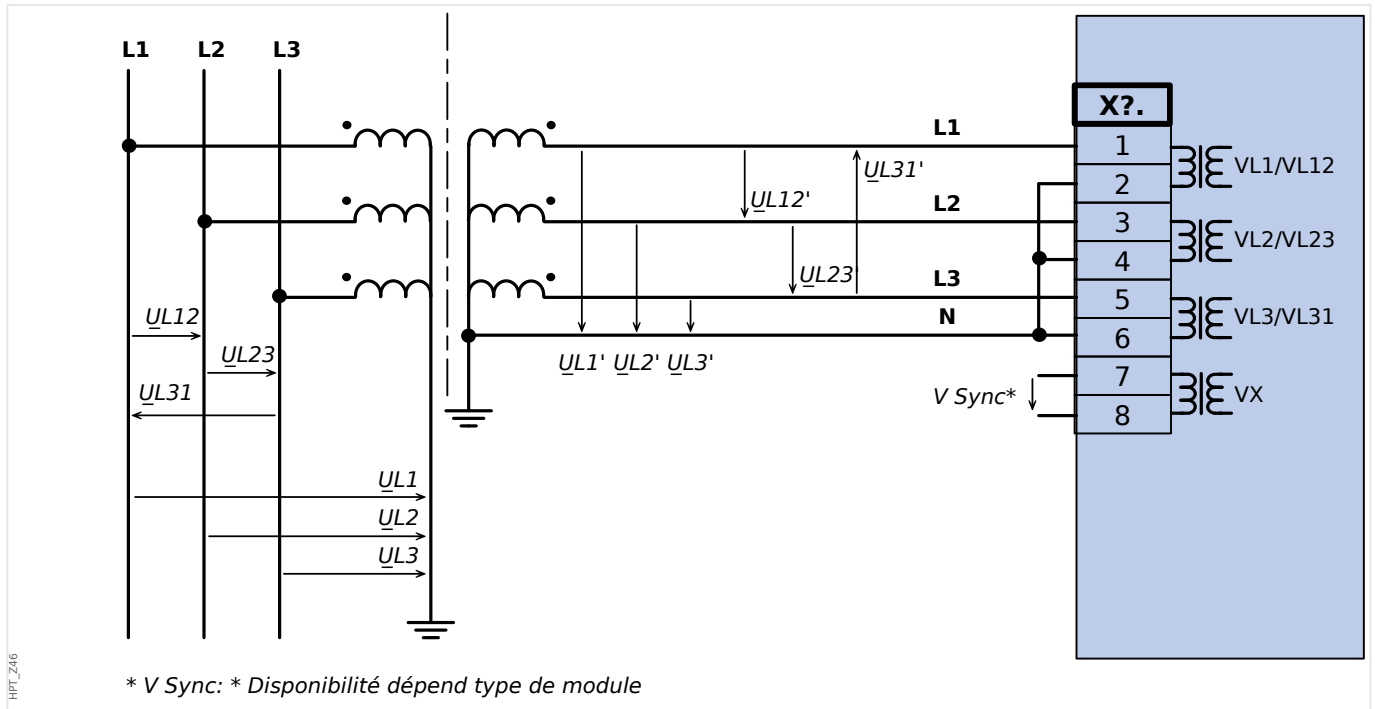 L1 L2 L3
X?.
L1
1
VL1/VL12
UL31'
2
UL12'
L2
3
VL2/VL23
4
UL23'
L3
5
UL12
N
VL3/VL31
6
UL23
UL1' UL2' UL3'
7
UL31
V Sync*
VX
8
UL1
UL2
UL3
HPT_Z46
* V Sync: * Disponibilité dépend type de module